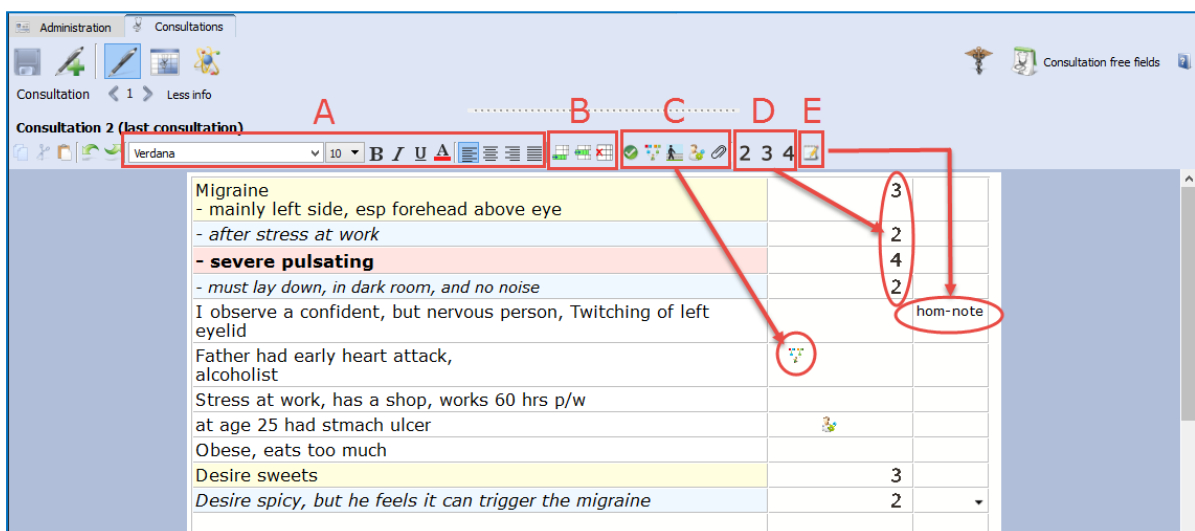 Administration Consultations
Consultation free fields
Consultation 1 Less info
A B C D E
Consultation 2 (last consultation)
Verdana 10 B I U A 2 3 4
Migraine 3
- mainly left side, esp forehead above eye
- after stress at work 2
- severe pulsating 4
- must lay down, in dark room, and no noise 2
I observe a confident, but nervous person, Twitching of left hom-note
eyelid
Father had early heart attack,
alcoholist
Stress at work, has a shop, works 60 hrs p/w
at age 25 had stmach ulcer
Obese, eats too much
Desire sweets 3
Desire spicy, but he feels it can trigger the migraine 2